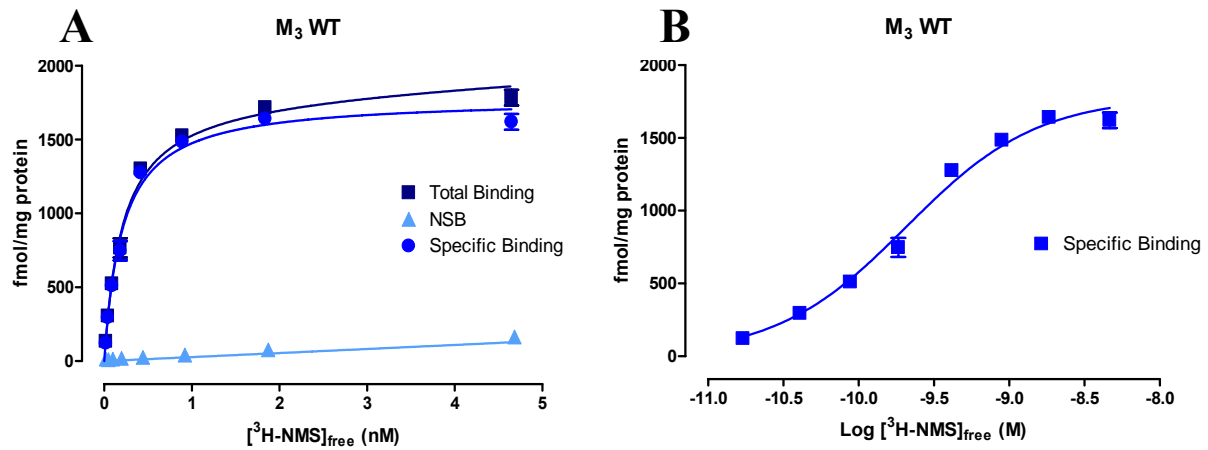 A
M₃ WT
2000
1500
1000
500
0
fmol/mg protein
Total Binding
NSB
Specific Binding
0 1 2 3 4 5
[³H-NMS]free (nM)
B
M₃ WT
2000
1500
1000
500
0
fmol/mg protein
Specific Binding
-11.0 -10.5 -10.0 -9.5 -9.0 -8.5 -8.0
Log [³H-NMS]free (M)